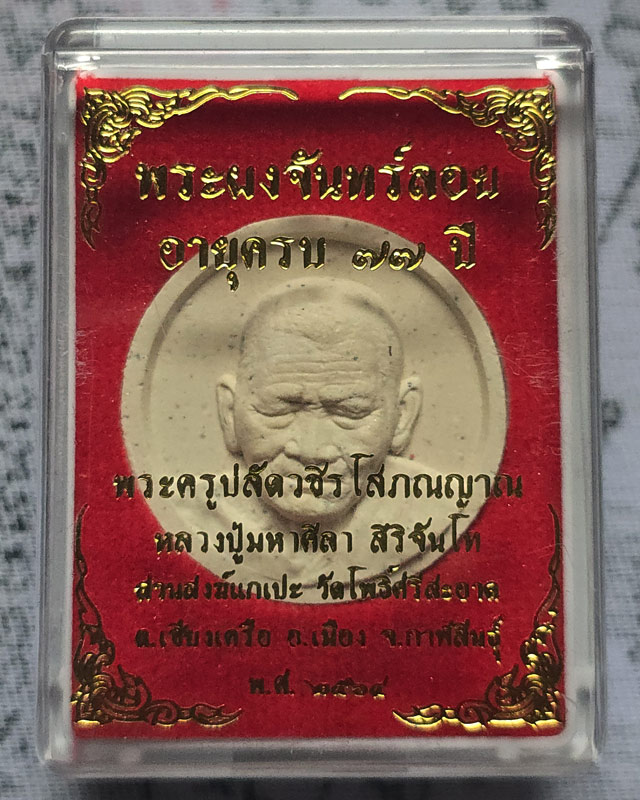 พระผงจันทร์ลอย
อายุครบ ๗๗ ปี
พระครูปลัดวชีรโสภณญาณ
หลวงปู่มหาศิลา สิริจันโท
สวนสงฆ์แกเปะ วัดโพธิ์ศรีสะอาด
ต.เชียงเครือ อ.เมือง จ.กาฬสินธุ์
พ.ศ. ๒๕๖๔